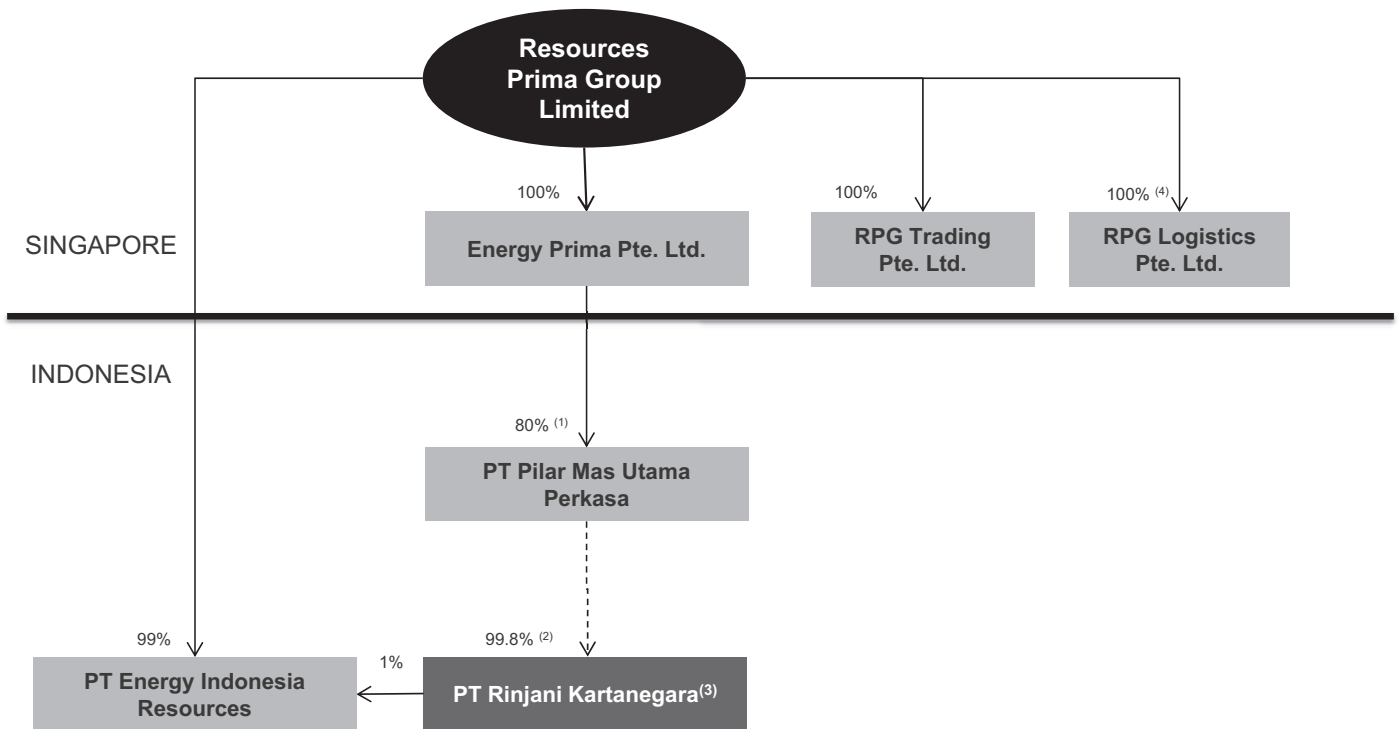 Resources
Prima Group
Limited
100%
100%
100% (4)
SINGAPORE
Energy Prima Pte. Ltd.
RPG Trading
Pte. Ltd.
RPG Logistics
Pte. Ltd.
INDONESIA
80% (1)
PT Pilar Mas Utama
Perkasa
99%
99.8% (2)
1%
PT Energy Indonesia
Resources
PT Rinjani Kartanegara(3)